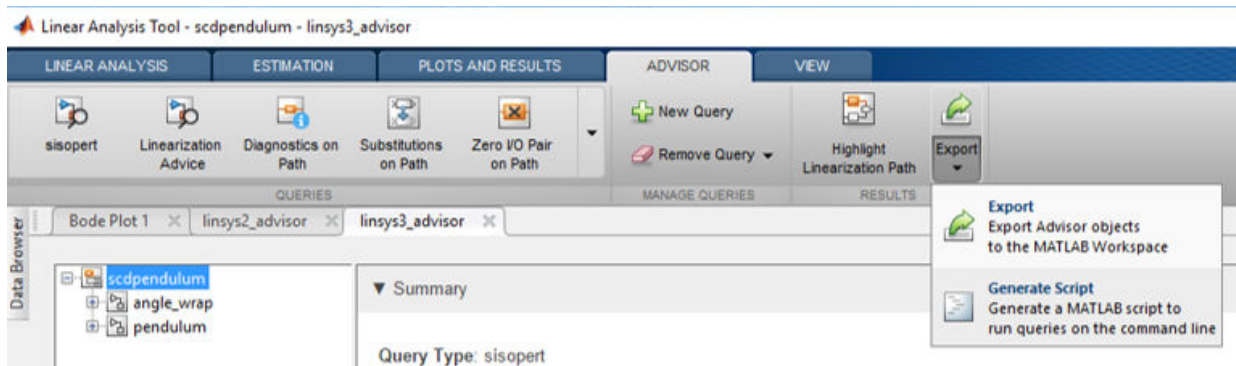 Linear Analysis Tool - scdpendulum - linsys3_advisor
LINEAR ANALYSIS
ESTIMATION
PLOTS AND RESULTS
ADVISOR
VIEW
sisopert
Linearization
Advice
Diagnostics on
Path
Substitutions
on Path
Zero I/O Pair
on Path
QUERIES
New Query
Remove Query
MANAGE QUERIES
Highlight
Linearization Path
Export
RESULTS
Export
Export Advisor objects
to the MATLAB Workspace
Generate Script
Generate a MATLAB script to
run queries on the command line
Data Browser
Bode Plot 1
linsys2_advisor
linsys3_advisor
scdpendulum
angle_wrap
pendulum
Summary
Query Type: sisopert